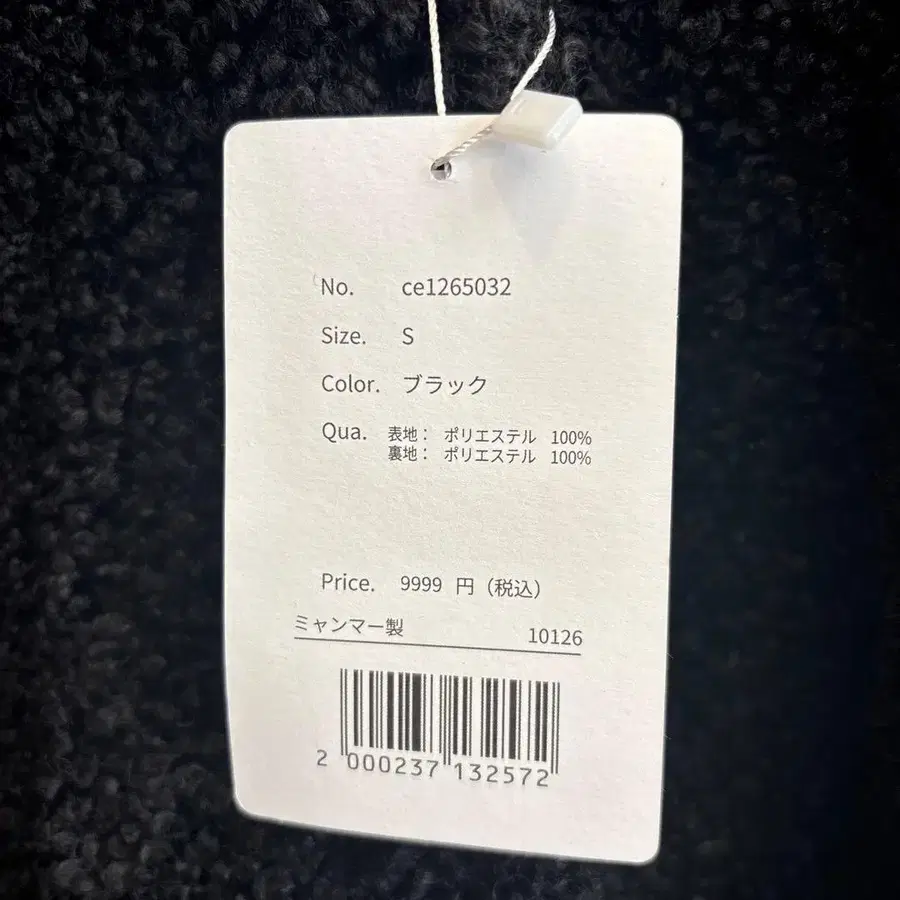 No. ce1265032
Size. S
Color. ブラック
Qua. 表地： ポリエステル 100%
裏地： ポリエステル 100%
Price. 9999 円（税込）
ミャンマー製 10126
2 000237 132572